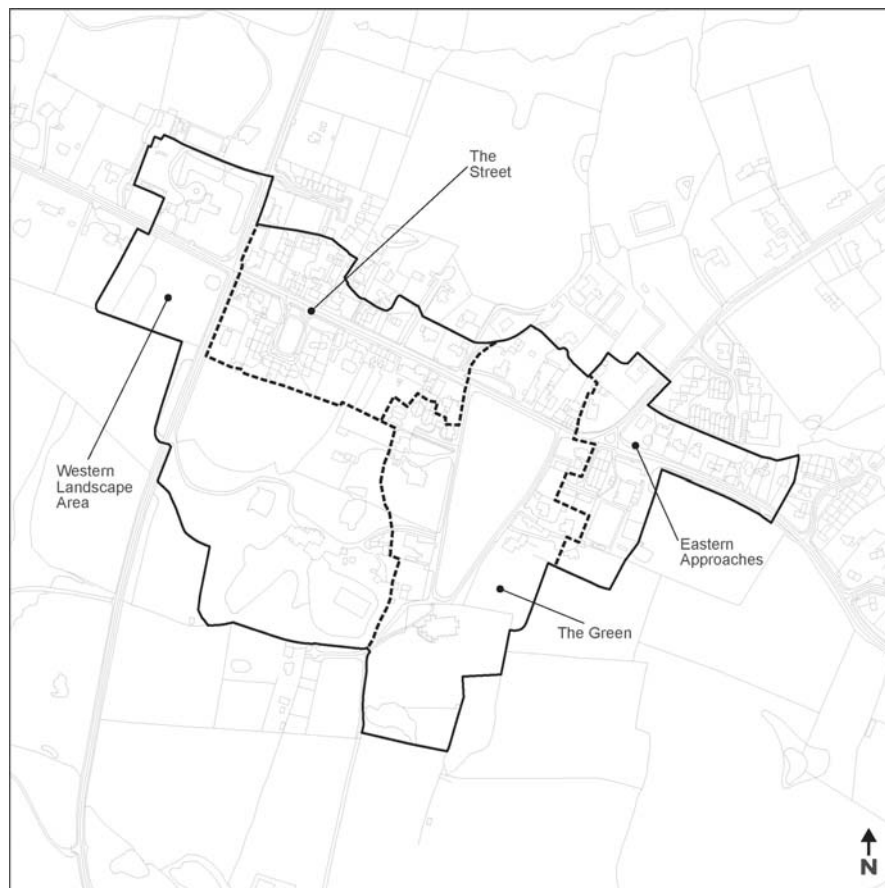 The
Street
Western
Landscape
Area
Eastern
Approaches
The Green
N